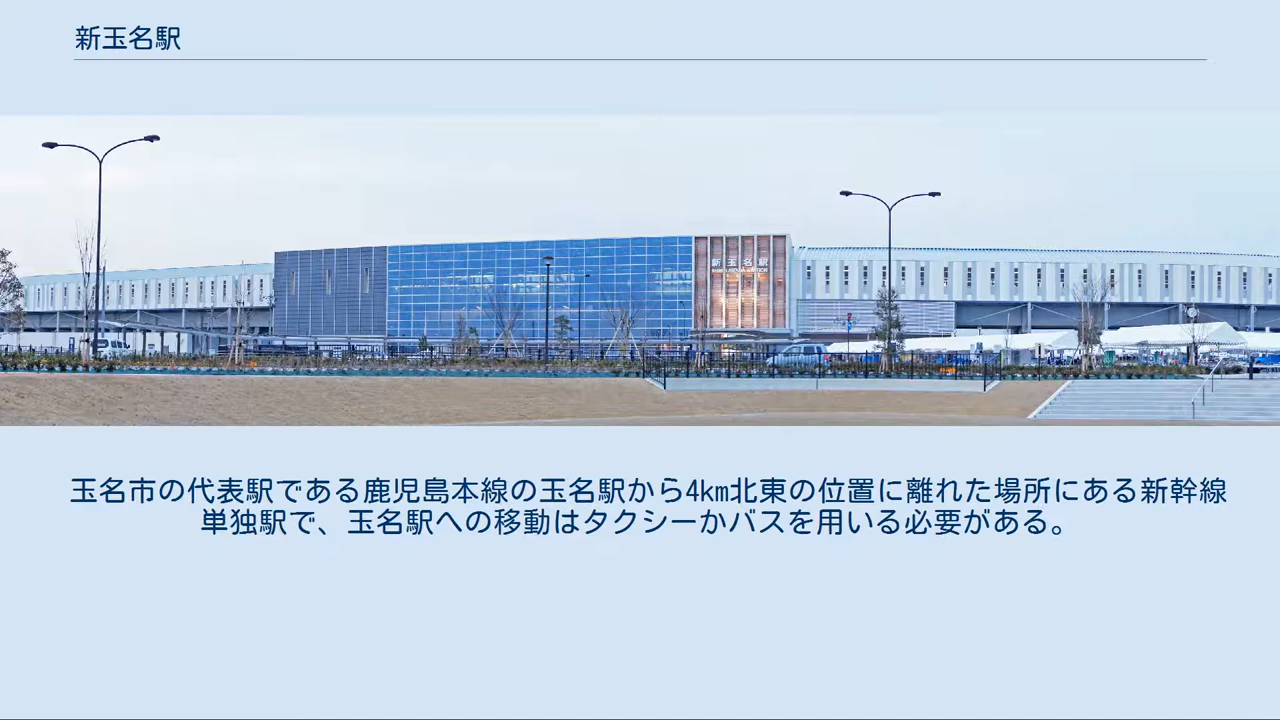 新玉名駅
新玉名駅
玉名市の代表駅である鹿児島本線の玉名駅から4km北東の位置に離れた場所にある新幹線
単独駅で、玉名駅への移動はタクシーかバスを用いる必要がある。